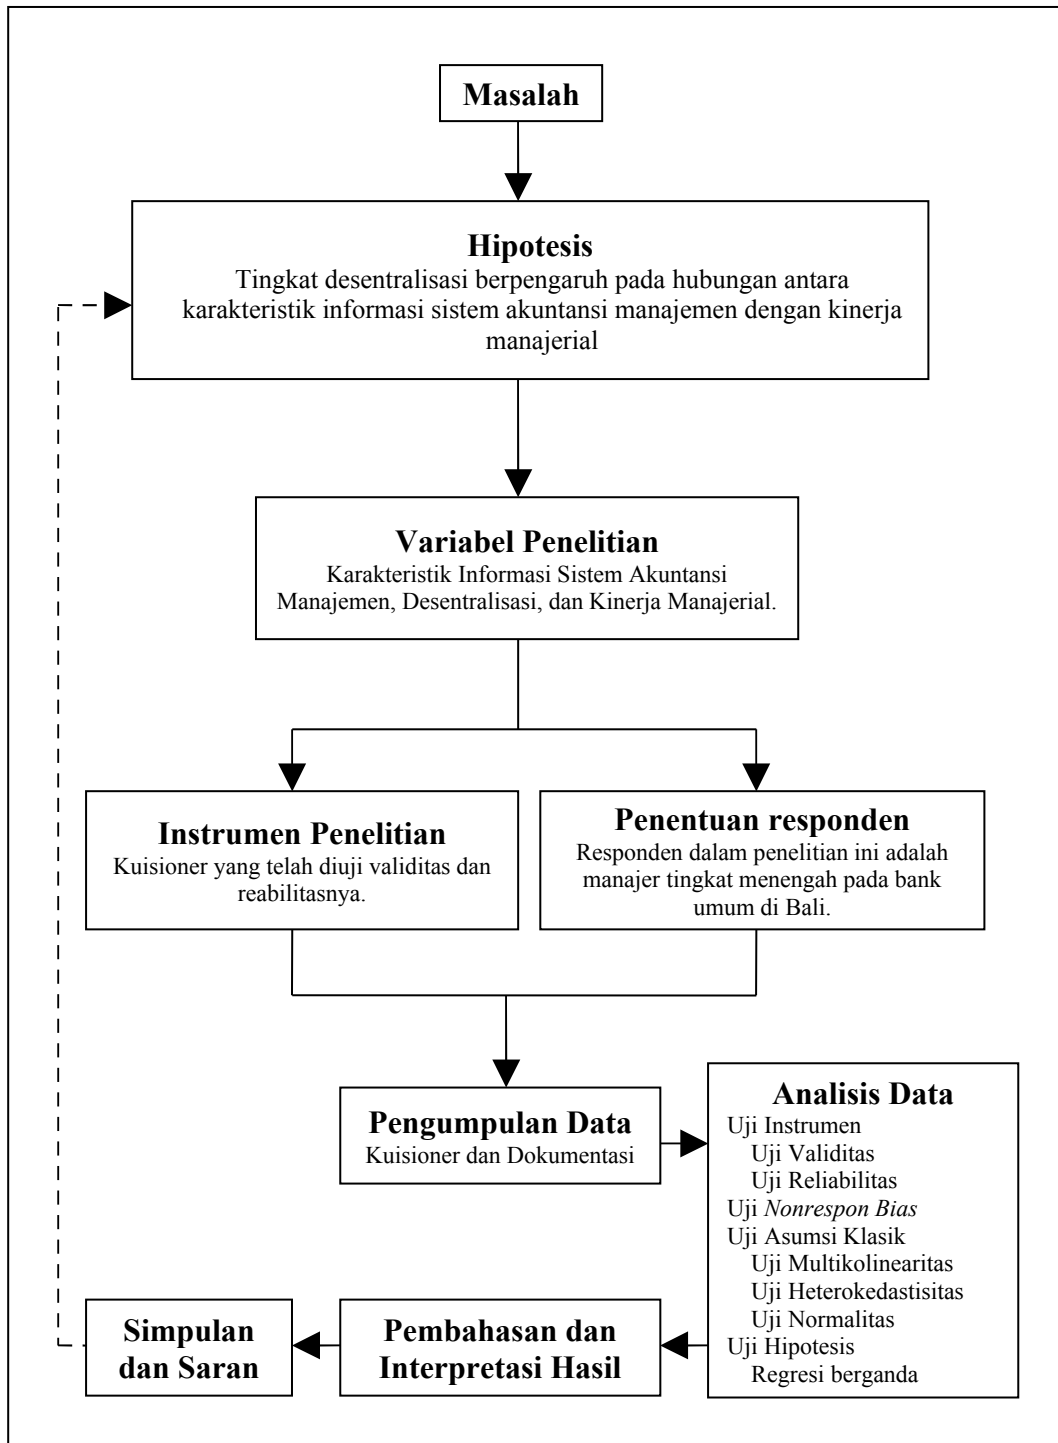 Masalah
Hipotesis
Tingkat desentralisasi berpengaruh pada hubungan antara
karakteristik informasi sistem akuntansi manajemen dengan kinerja
manajerial
Variabel Penelitian
Karakteristik Informasi Sistem Akuntansi
Manajemen, Desentralisasi, dan Kinerja Manajerial.
Instrumen Penelitian
Kuisioner yang telah diuji validitas dan
reabilitasnya.
Penentuan responden
Responden dalam penelitian ini adalah
manajer tingkat menengah pada bank
umum di Bali.
Pengumpulan Data
Kuisioner dan Dokumentasi
Analisis Data
Uji Instrumen
Uji Validitas
Uji Reliabilitas
Uji Nonrespon Bias
Uji Asumsi Klasik
Uji Multikolinearitas
Uji Heterokedastisitas
Uji Normalitas
Uji Hipotesis
Regresi berganda
Pembahasan dan
Interpretasi Hasil
Simpulan
dan Saran